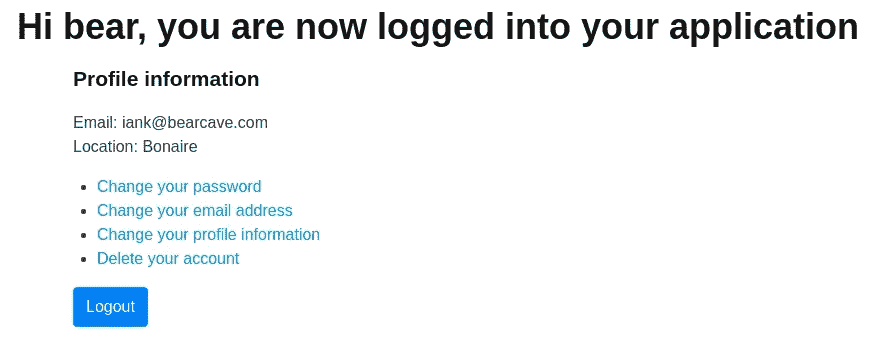 Hi bear, you are now logged into your application
Profile information
Email: iank@bearcave.com
Location: Bonaire
Change your password
Change your email address
Change your profile information
Delete your account
Logout